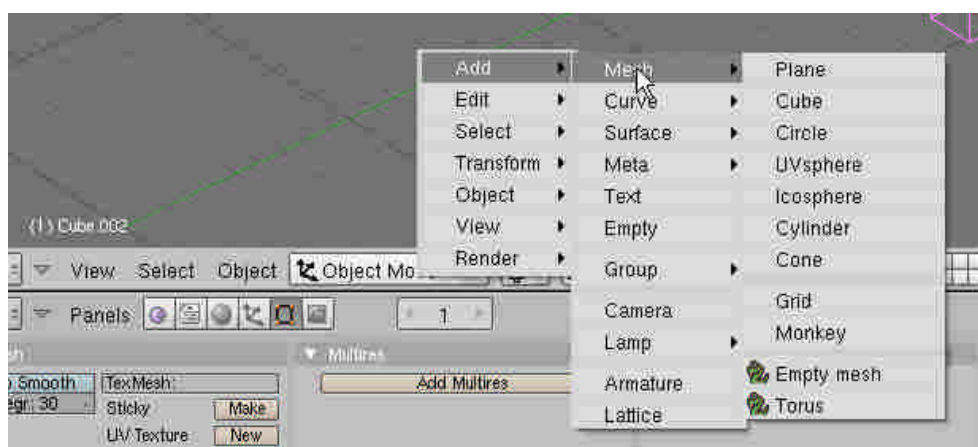 Add
Edit
Select
Transform
Object
View
Render
Mesh
Curve
Surface
Meta
Text
Empty
Group
Camera
Lamp
Armature
Lattice
Plane
Cube
Circle
UVsphere
Icosphere
Cylinder
Cone
Grid
Monkey
Empty mesh
Torus
(1) Cube.002
View Select Object Object Mo
Panels 1
Multires
Smooth TexMesh: Add Multires
egr: 30 Sticky Make
UV Texture New